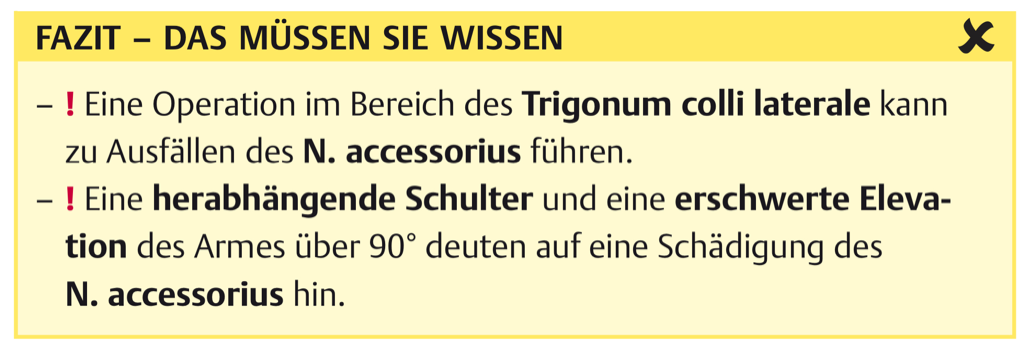 FAZIT – DAS MÜSSEN SIE WISSEN
– ! Eine Operation im Bereich des Trigonum colli laterale kann
zu Ausfällen des N. accessorius führen.
– ! Eine herabhängende Schulter und eine erschwerte Eleva-
tion des Armes über 90° deuten auf eine Schädigung des
N. accessorius hin.